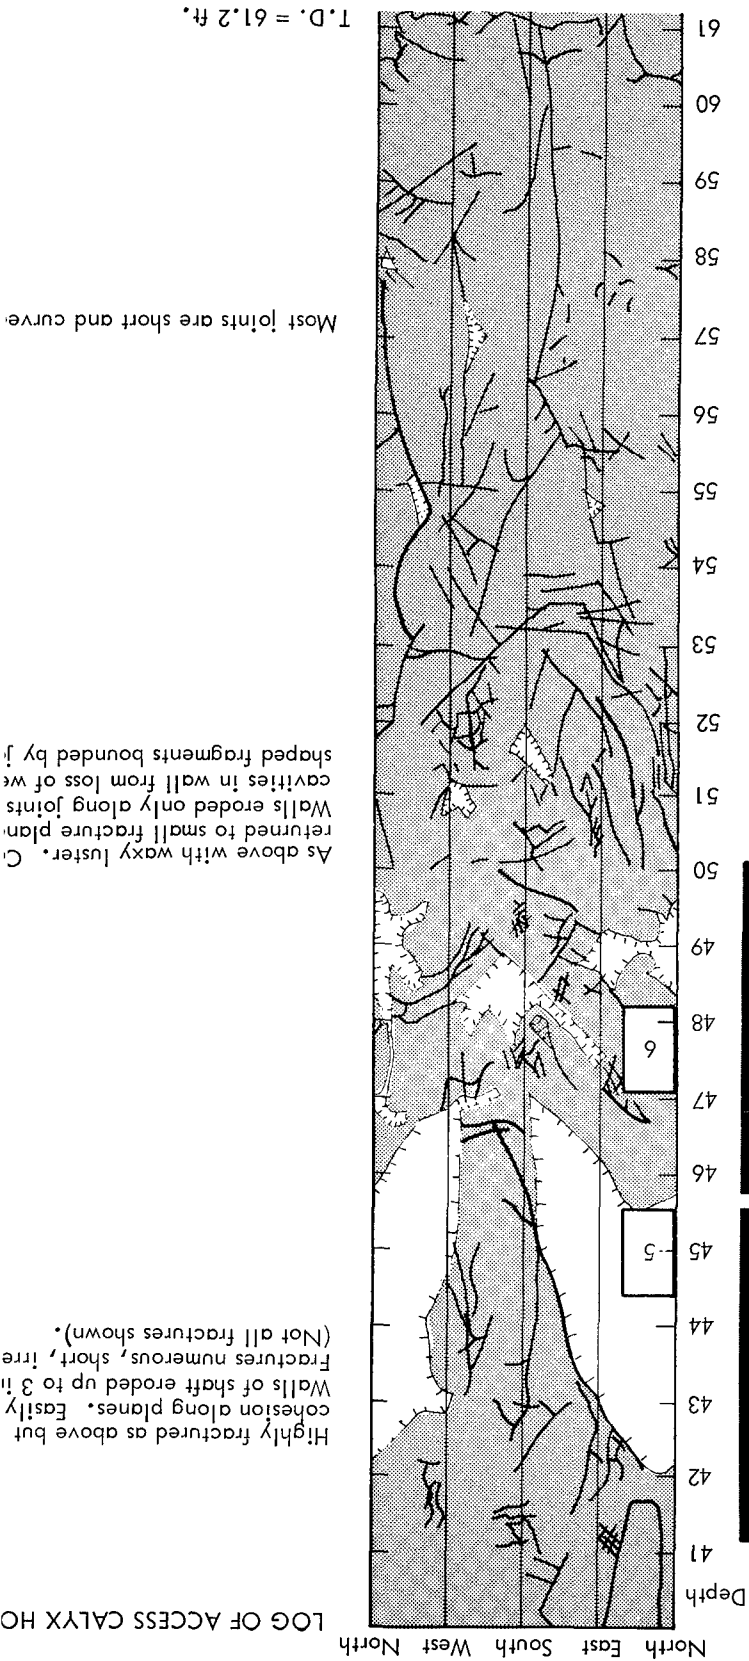 North East South West North
LOG OF ACCESS CALYX HO
Depth
41
42
Highly fractured as above but
cohesion along planes. Easily
Walls of shaft eroded up to 3 i
Fractures numerous, short, irre
(Not all fractures shown).
43
44
45
5
46
47
6
48
49
50
As above with waxy luster. C
returned to small fracture plan
Walls eroded only along joints
cavities in wall from loss of we
shaped fragments bounded by j
51
52
53
54
55
56
57
Most joints are short and curve
58
59
60
61
T.D. = 61.2 ft.